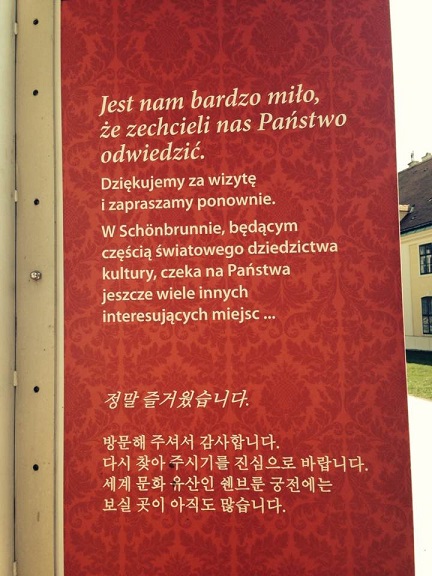 Jest nam bardzo miło,
że zechcieli nas Państwo
odwiedzić.
Dziękujemy za wizytę
i zapraszamy ponownie.
W Schönbrunnie, będącym
częścią światowego dziedzictwa
kultury, czeka na Państwa
jeszcze wiele innych
interesujących miejsc ...
정말 즐거웠습니다.
방문해 주셔서 감사합니다.
다시 찾아 주시기를 진심으로 바랍니다.
세계 문화 유산인 쉔브룬 궁전에는
보실 곳이 아직도 많습니다.